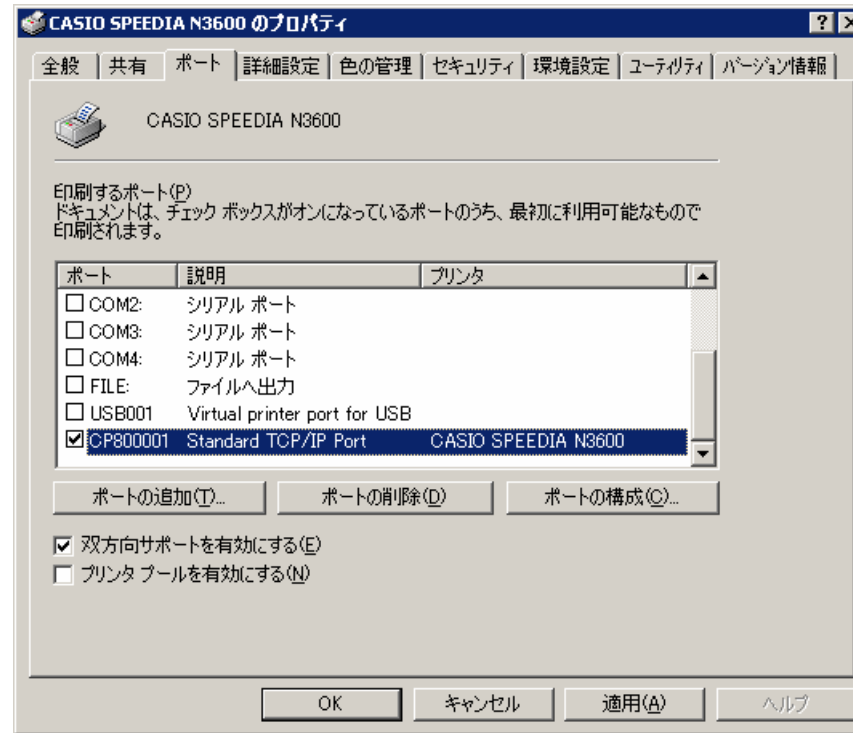 CASIO SPEEDIA N3600 のプロパティ
全般 共有 ポート 詳細設定 色の管理 セキュリティ 環境設定 ユーティリティ バージョン情報
CASIO SPEEDIA N3600
印刷するポート(P)
ドキュメントは、チェック ボックスがオンになっているポートのうち、最初に利用可能なもので
印刷されます。
ポート 説明 プリンタ
COM2: シリアル ポート
COM3: シリアル ポート
COM4: シリアル ポート
FILE: ファイルへ出力
USB001 Virtual printer port for USB
CP800001 Standard TCP/IP Port CASIO SPEEDIA N3600
ポートの追加(T)... ポートの削除(D) ポートの構成(C)...
双方向サポートを有効にする(E)
プリンタ プールを有効にする(N)
OK キャンセル 適用(A) ヘルプ